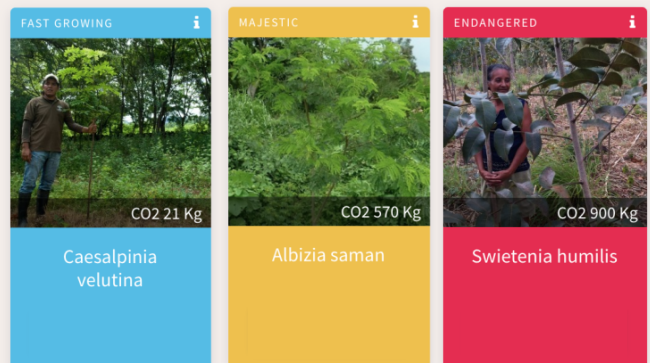 FAST GROWING
CO2 21 Kg
Caesalpinia
velutina
MAJESTIC
CO2 570 Kg
Albizia saman
ENDANGERED
CO2 900 Kg
Swietenia humilis